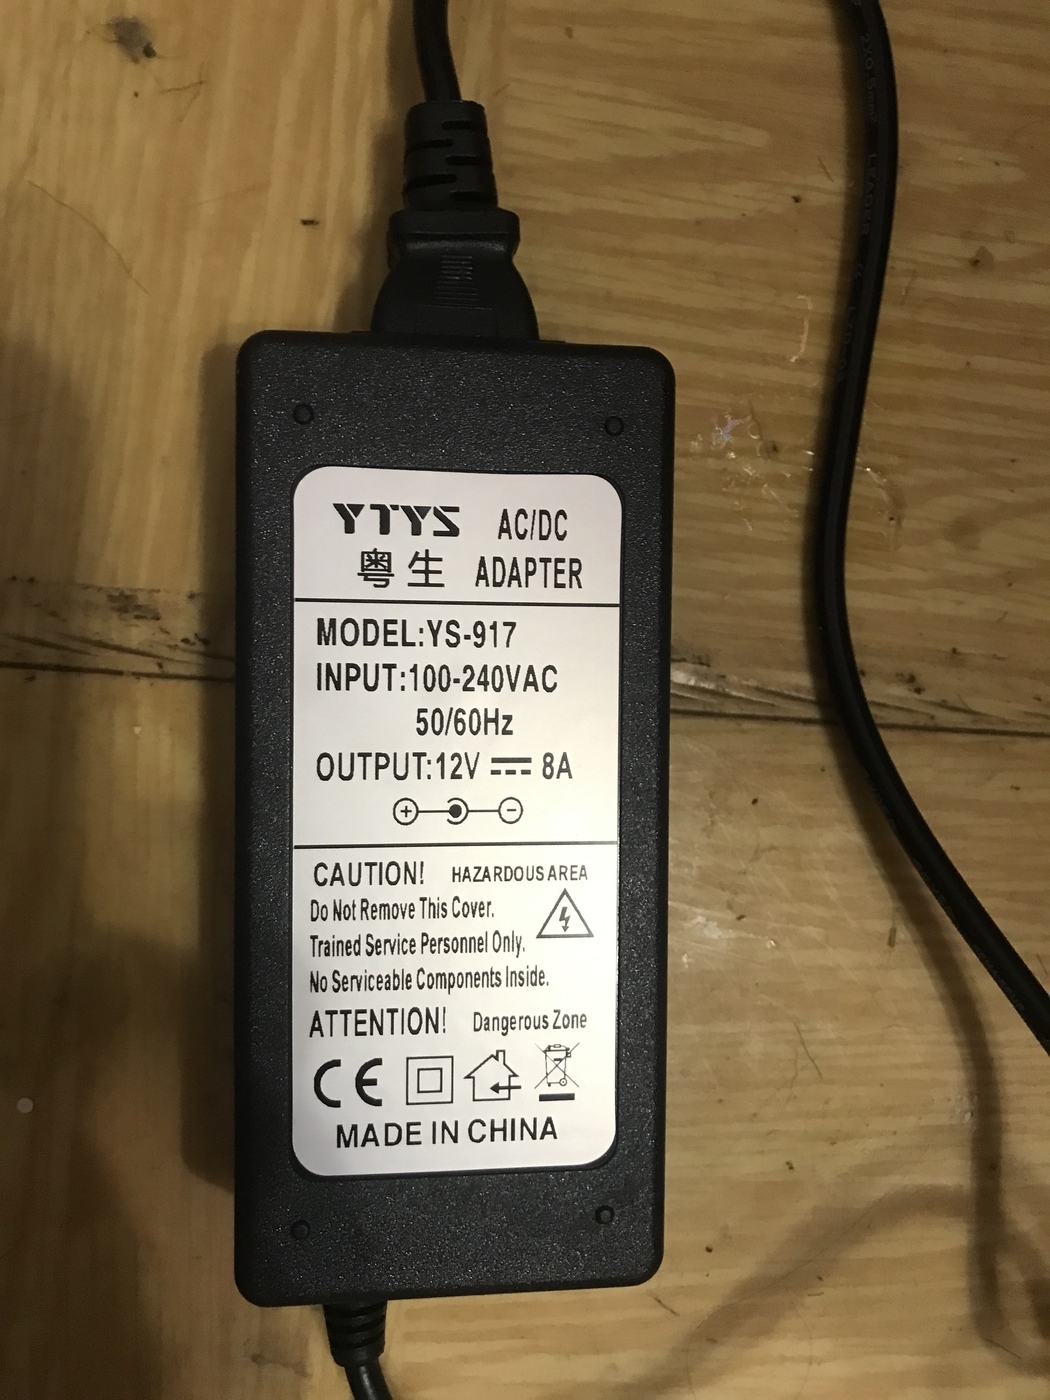 YTYS AC/DC
粤生 ADAPTER
MODEL:YS-917
INPUT:100-240VAC
50/60Hz
OUTPUT:12V ⎓ 8A
CAUTION! HAZARDOUS AREA
Do Not Remove This Cover.
Trained Service Personnel Only.
No Serviceable Components Inside.
ATTENTION! Dangerous Zone
CE
MADE IN CHINA
LEADER